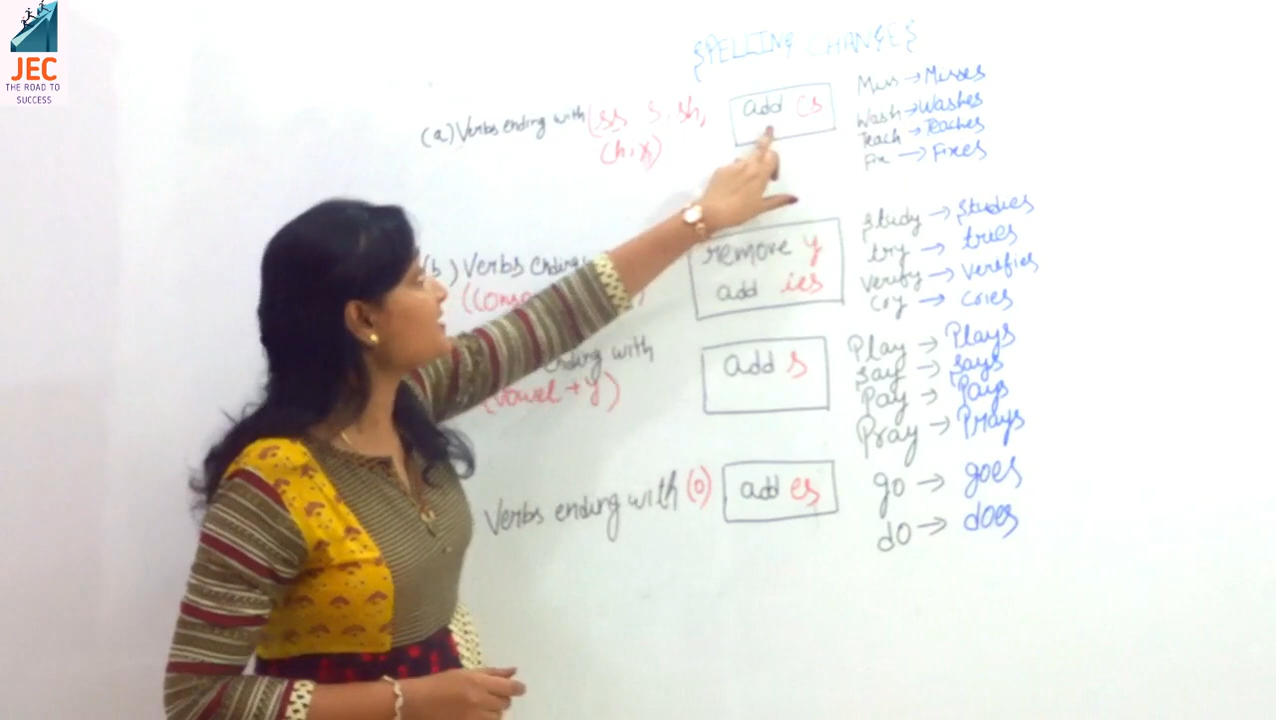 JEC
THE ROAD TO
SUCCESS
SPELLING CHANGES
(a) Verbs ending with (ss, s, sh,
ch, x)
add es
Miss → Misses
Wash → Washes
Teach → Teaches
Fix → Fixes
(b) Verbs ending
remove y
add ies
study → studies
try → tries
verify → verifies
cry → cries
ending with
(vowel + y)
add s
Play → Plays
say → says
Pay → Pays
Pray → Prays
Verbs ending with (o)
add es
go → goes
do → does